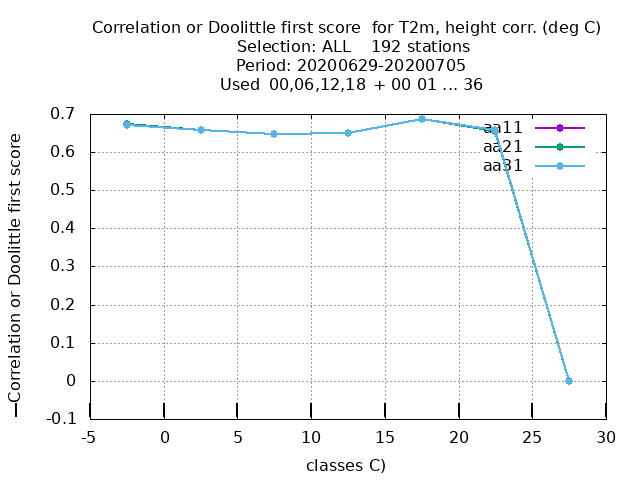 Correlation or Doolittle first score  for T2m, height corr. (deg C)
Selection: ALL    192 stations
Period: 20200629-20200705
Used  00,06,12,18  + 00 01 ... 36
—Correlation or Doolittle first score
0.7
0.6
0.5
0.4
0.3
0.2
0.1
0
-0.1
aa11
aa21
aa31
-5 0 5 10 15 20 25 30
classes C)